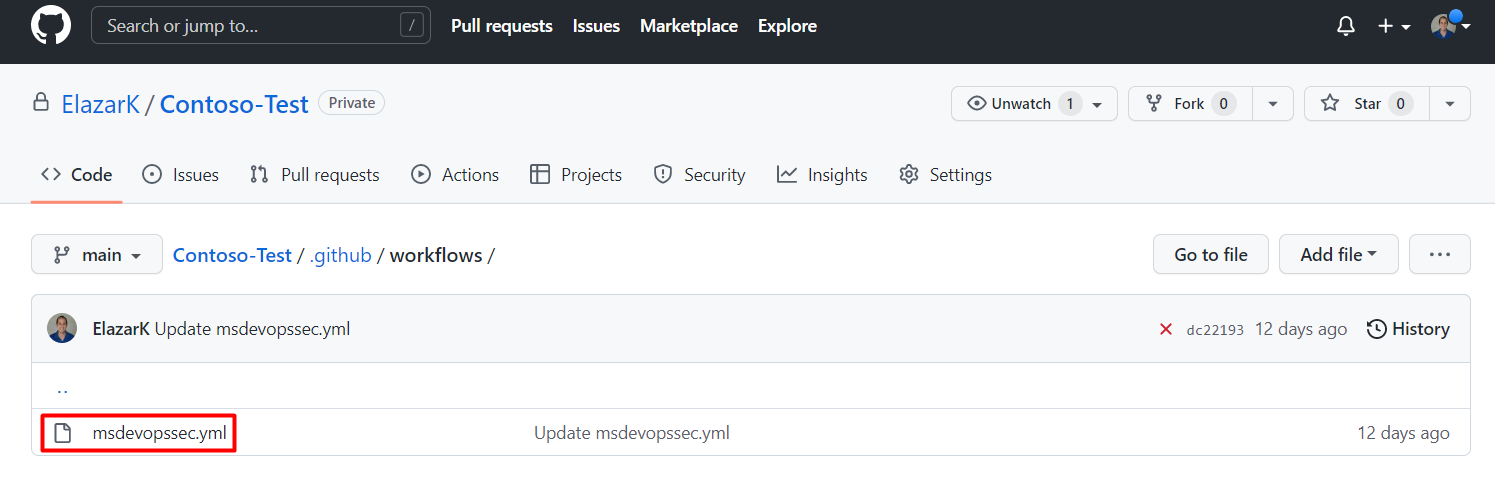 Search or jump to... / Pull requests Issues Marketplace Explore
ElazarK / Contoso-Test Private Unwatch 1 Fork 0 Star 0
Code Issues Pull requests Actions Projects Security Insights Settings
main Contoso-Test / .github / workflows / Go to file Add file ...
ElazarK Update msdevopssec.yml dc22193 12 days ago History
..
msdevopssec.yml Update msdevopssec.yml 12 days ago